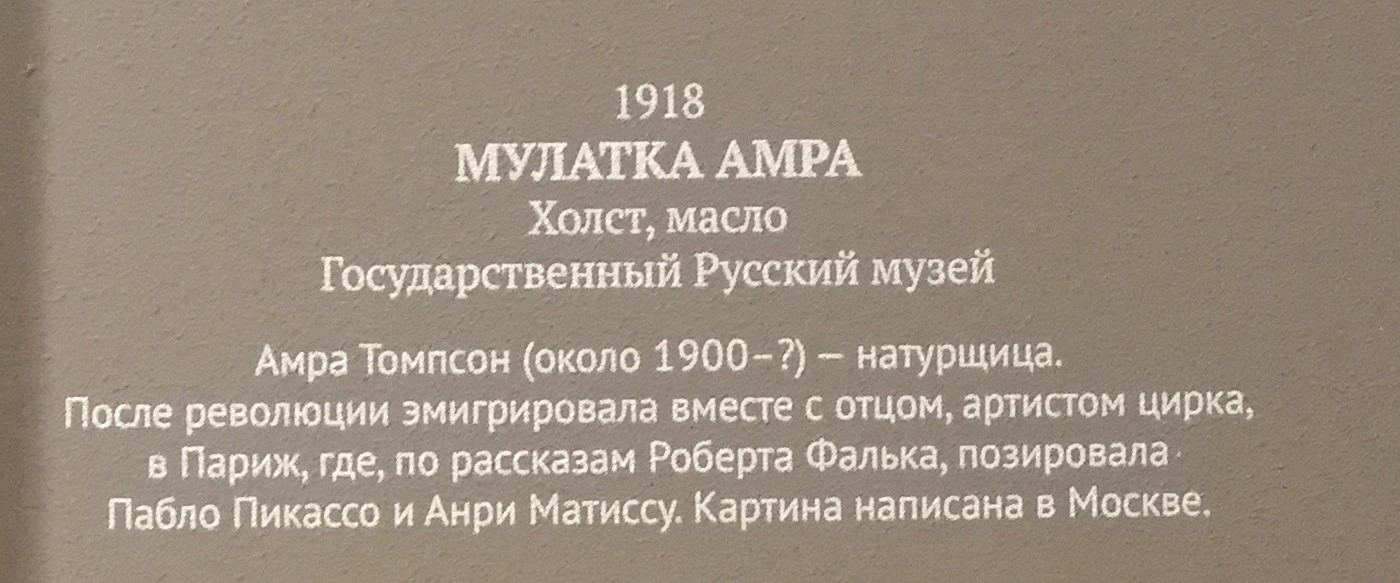 1918
МУЛАТКА АМРА
Холст, масло
Государственный Русский музей
Амра Томпсон (около 1900–?) – натурщица.
После революции эмигрировала вместе с отцом, артистом цирка,
в Париж, где, по рассказам Роберта Фалька, позировала
Пабло Пикассо и Анри Матиссу. Картина написана в Москве.